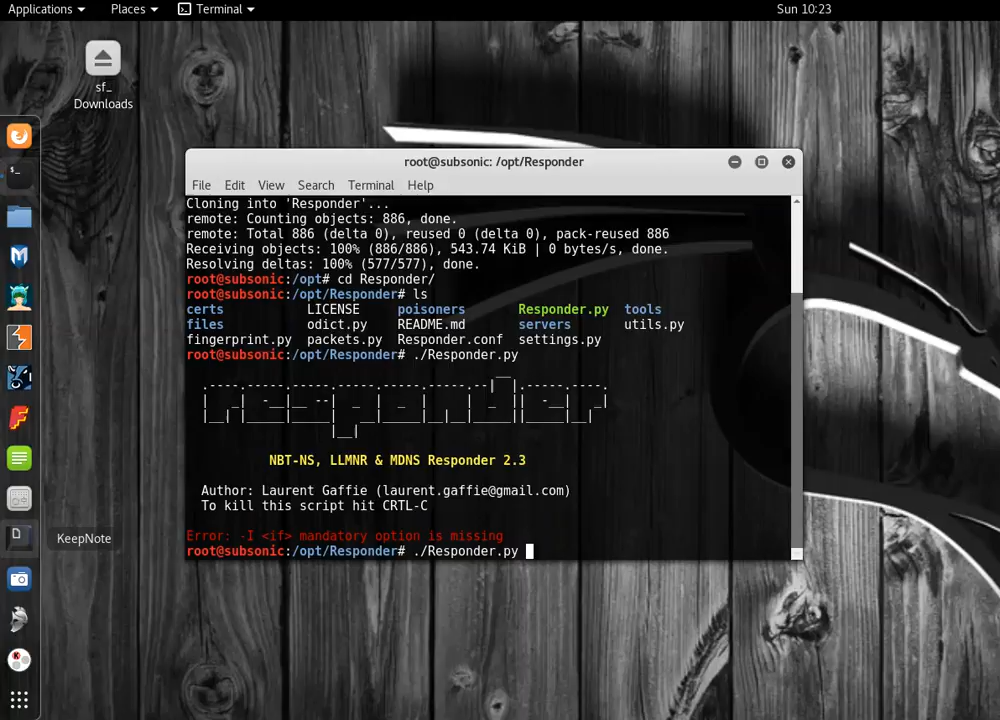 Applications Places Terminal Sun 10:23
sf_
Downloads
root@subsonic: /opt/Responder
File Edit View Search Terminal Help
Cloning into 'Responder'...
remote: Counting objects: 886, done.
remote: Total 886 (delta 0), reused 0 (delta 0), pack-reused 886
Receiving objects: 100% (886/886), 543.74 KiB | 0 bytes/s, done.
Resolving deltas: 100% (577/577), done.
root@subsonic:/opt# cd Responder/
root@subsonic:/opt/Responder# ls
certs LICENSE poisoners Responder.py tools
files odict.py README.md servers utils.py
fingerprint.py packets.py Responder.conf settings.py
root@subsonic:/opt/Responder# ./Responder.py
NBT-NS, LLMNR & MDNS Responder 2.3
Author: Laurent Gaffie (laurent.gaffie@gmail.com)
To kill this script hit CRTL-C
Error: -I <if> mandatory option is missing
root@subsonic:/opt/Responder# ./Responder.py
KeepNote